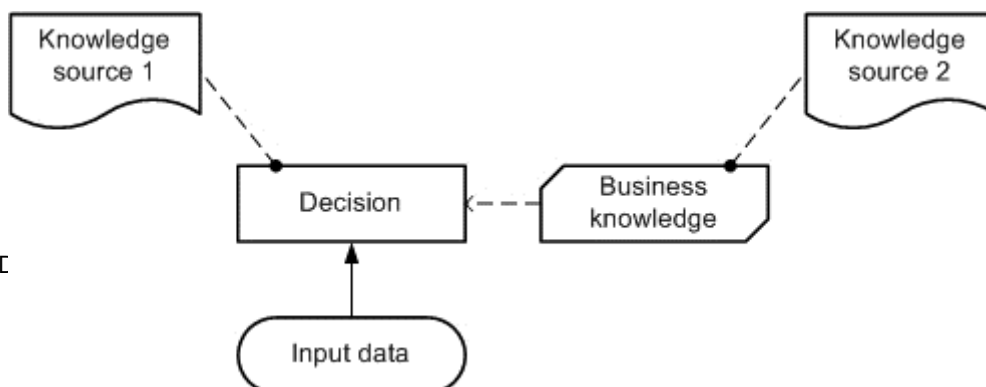 Knowledge
source 1
Knowledge
source 2
Decision
Business
knowledge
Input data